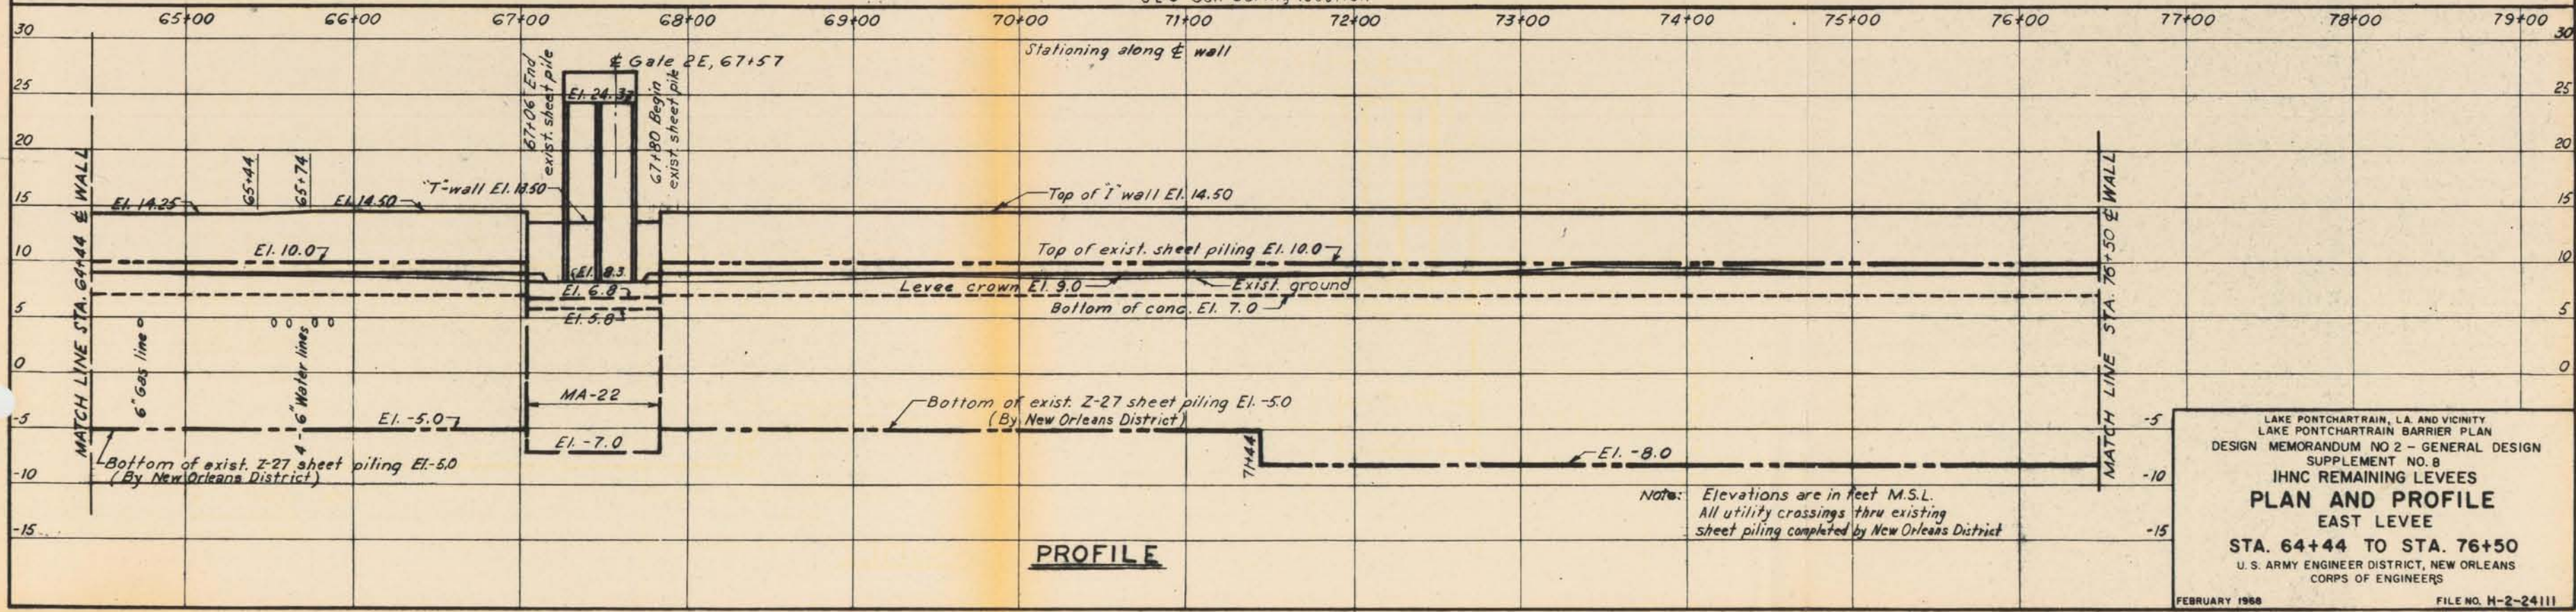 65+00 66+00 67+00 68+00 69+00 70+00 71+00 72+00 73+00 74+00 75+00 76+00 77+00 78+00 79+00
30 30
Stationing along ℄ wall
℄ Gate 2E, 67+57
67+06 End
exist. sheet pile
67+80 Begin
exist. sheet pile
25 25
El. 24.33
20 20
MATCH LINE STA. 64+44 ℄ WALL
65+44
65+74
"T"-wall El. 13.50
15 15
El. 14.25
El. 14.50
Top of "I" wall El. 14.50
10 10
El. 10.0
Top of exist. sheet piling El. 10.0
El. 8.3
El. 6.8
Levee crown El. 9.0
Exist. ground
5 5
El. 5.8
Bottom of conc. El. 7.0
0 0
6" Gas line
4-6" Water lines
MA-22
-5 -5
El. -5.0
El. -7.0
Bottom of exist. Z-27 sheet piling El. -5.0
(By New Orleans District)
Bottom of exist. Z-27 sheet piling El. -5.0
(By New Orleans District)
71+44
El. -8.0
-10 -10
MATCH LINE STA. 76+50 ℄ WALL
Note: Elevations are in feet M.S.L.
All utility crossings thru existing
sheet piling completed by New Orleans District
-15 -15
PROFILE
LAKE PONTCHARTRAIN, LA. AND VICINITY
LAKE PONTCHARTRAIN BARRIER PLAN
DESIGN MEMORANDUM NO 2 - GENERAL DESIGN
SUPPLEMENT NO. 8
IHNC REMAINING LEVEES
PLAN AND PROFILE
EAST LEVEE
STA. 64+44 TO STA. 76+50
U. S. ARMY ENGINEER DISTRICT, NEW ORLEANS
CORPS OF ENGINEERS
FEBRUARY 1968 FILE NO. H-2-24111